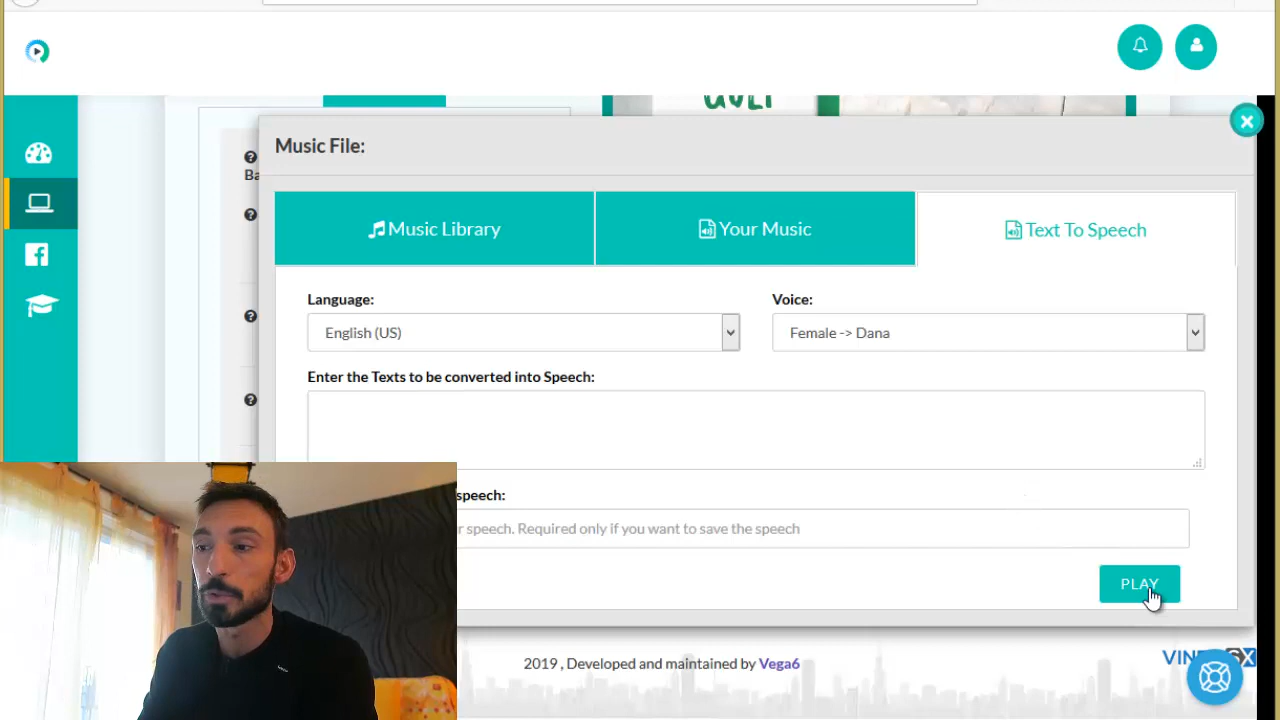 Music File:
Ba
Music Library
Your Music
Text To Speech
Language:
Voice:
English (US)
Female -> Dana
Enter the Texts to be converted into Speech:
speech:
r speech. Required only if you want to save the speech
PLAY
2019 , Developed and maintained by Vega6